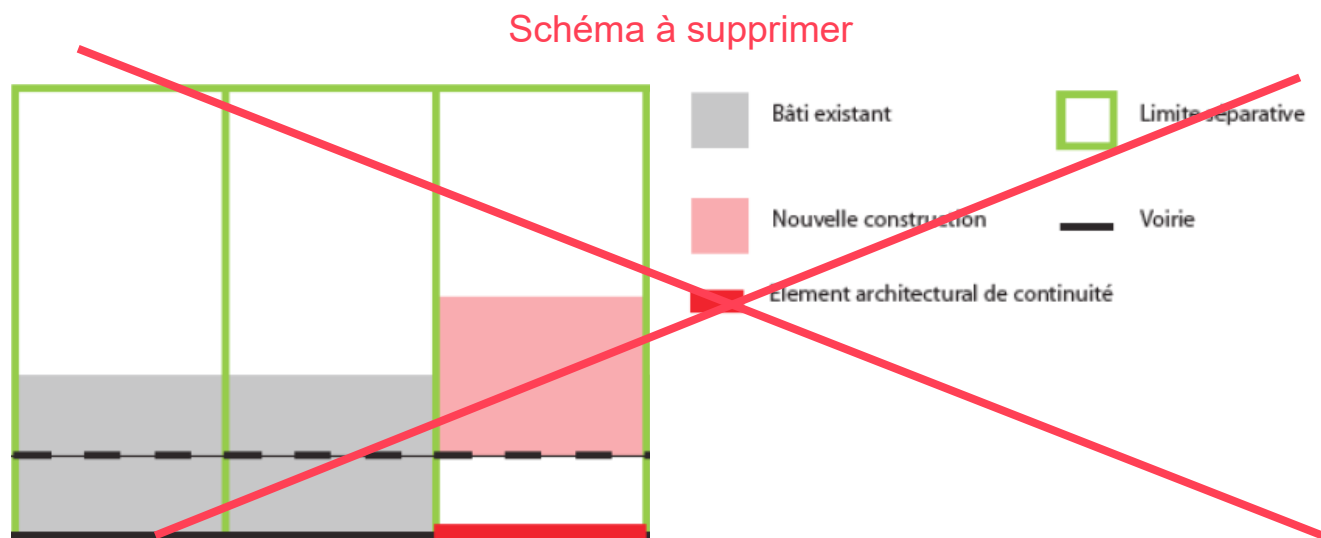 Schéma à supprimer
Bâti existant
Limite séparative
Nouvelle construction
Voirie
Element architectural de continuité